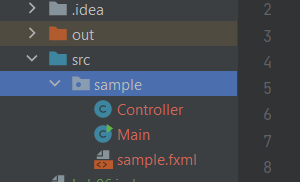 .idea
2
out
3
src
4
sample
5
Controller
6
Main
7
sample.fxml
8